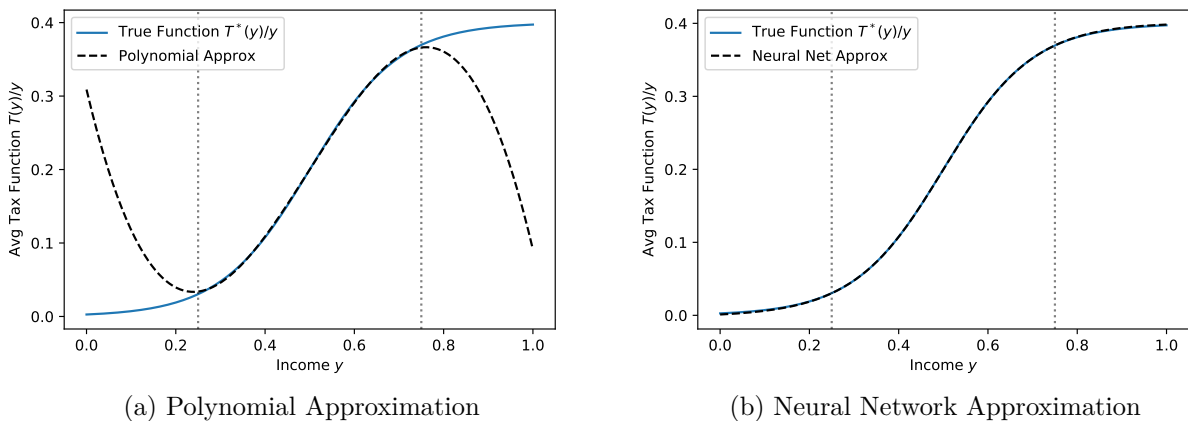 True Function T*(y)/y
Polynomial Approx
Avg Tax Function T(y)/y
0.4
0.3
0.2
0.1
0.0
0.0 0.2 0.4 0.6 0.8 1.0
Income y
(a) Polynomial Approximation
True Function T*(y)/y
Neural Net Approx
Avg Tax Function T(y)/y
0.4
0.3
0.2
0.1
0.0
0.0 0.2 0.4 0.6 0.8 1.0
Income y
(b) Neural Network Approximation